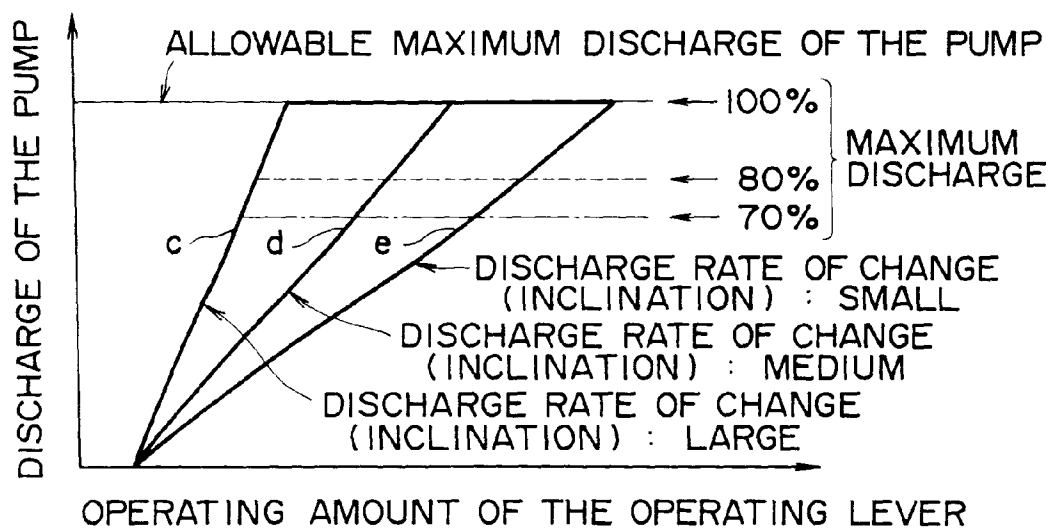 ALLOWABLE MAXIMUM DISCHARGE OF THE PUMP
DISCHARGE OF THE PUMP
100%
80%
70%
MAXIMUM
DISCHARGE
c
d
e
DISCHARGE RATE OF CHANGE
(INCLINATION) : SMALL
DISCHARGE RATE OF CHANGE
(INCLINATION) : MEDIUM
DISCHARGE RATE OF CHANGE
(INCLINATION) : LARGE
OPERATING AMOUNT OF THE OPERATING LEVER